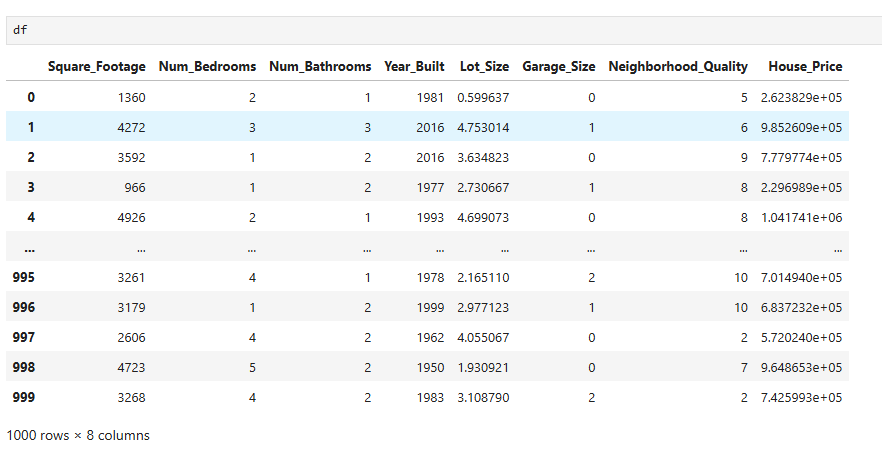 df
Square_Footage Num_Bedrooms Num_Bathrooms Year_Built Lot_Size Garage_Size Neighborhood_Quality House_Price
0 1360 2 1 1981 0.599637 0 5 2.623829e+05
1 4272 3 3 2016 4.753014 1 6 9.852609e+05
2 3592 1 2 2016 3.634823 0 9 7.779774e+05
3 966 1 2 1977 2.730667 1 8 2.296989e+05
4 4926 2 1 1993 4.699073 0 8 1.041741e+06
... ... ... ... ... ... ... ... ...
995 3261 4 1 1978 2.165110 2 10 7.014940e+05
996 3179 1 2 1999 2.977123 1 10 6.837232e+05
997 2606 4 2 1962 4.055067 0 2 5.720240e+05
998 4723 5 2 1950 1.930921 0 7 9.648653e+05
999 3268 4 2 1983 3.108790 2 2 7.425993e+05
1000 rows × 8 columns